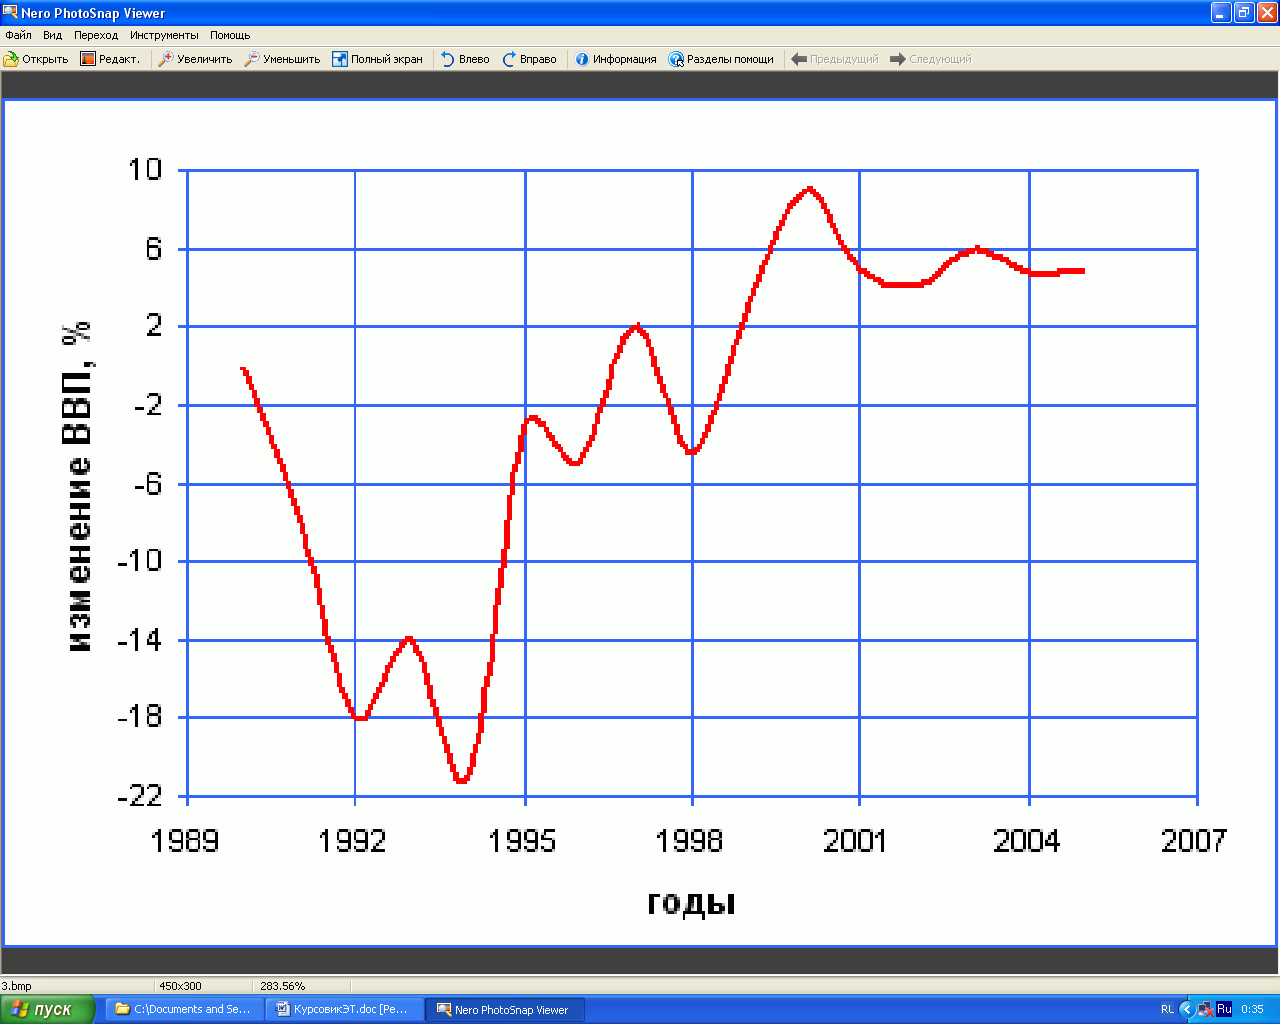 Nero PhotoSnap Viewer
Файл Вид Переход Инструменты Помощь
Открыть Редакт. Увеличить Уменьшить Полный экран Влево Вправо Информация Разделы помощи Предыдущий Следующий
10
6
2
-2
-6
-10
-14
-18
-22
изменение ВВП, %
1989 1992 1995 1998 2001 2004 2007
годы
3.bmp 450x300 283.56%
пуск C:\Documents and Se... КурсовикЭТ.doc [Ре... Nero PhotoSnap Viewer RL Ru 0:35